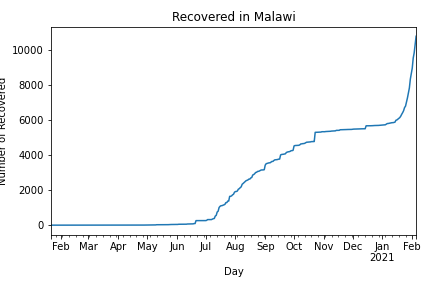 Recovered in Malawi
Number of Recovered
10000
8000
6000
4000
2000
0
Feb Mar Apr May Jun Jul Aug Sep Oct Nov Dec Jan Feb
2021
Day